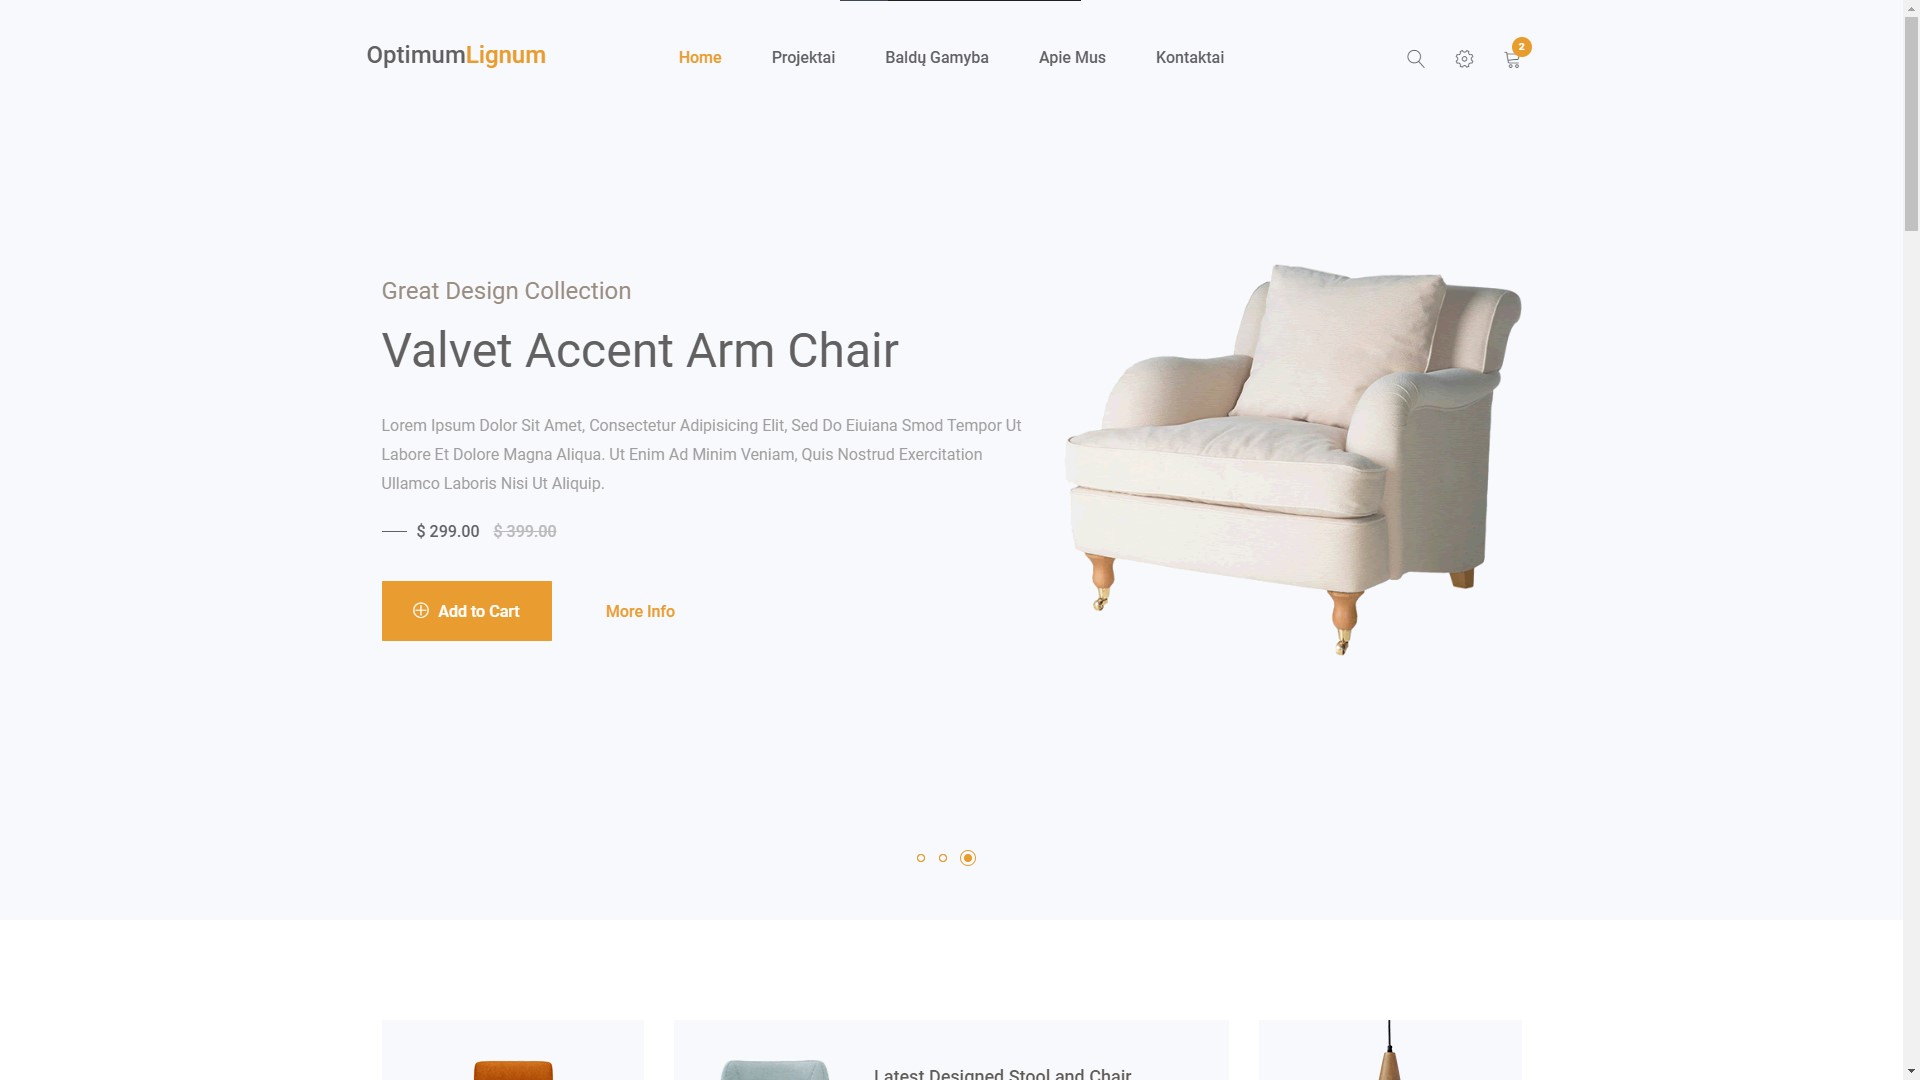 OptimumLignum
Home
Projektai
Baldų Gamyba
Apie Mus
Kontaktai
2
Great Design Collection
Valvet Accent Arm Chair
Lorem Ipsum Dolor Sit Amet, Consectetur Adipisicing Elit, Sed Do Eiuiana Smod Tempor Ut
Labore Et Dolore Magna Aliqua. Ut Enim Ad Minim Veniam, Quis Nostrud Exercitation
Ullamco Laboris Nisi Ut Aliquip.
$ 299.00 $ 399.00
Add to Cart
More Info
Latest Designed Stool and Chair